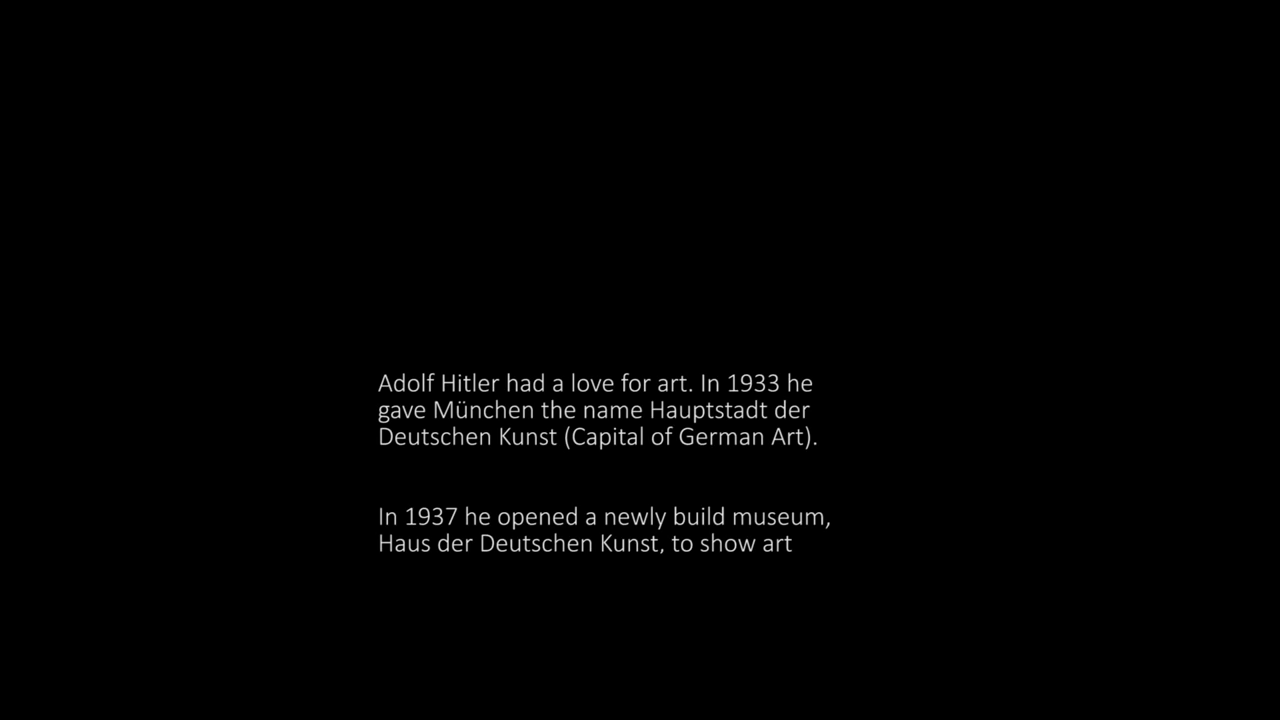 Adolf Hitler had a love for art. In 1933 he
gave München the name Hauptstadt der
Deutschen Kunst (Capital of German Art).
In 1937 he opened a newly build museum,
Haus der Deutschen Kunst, to show art